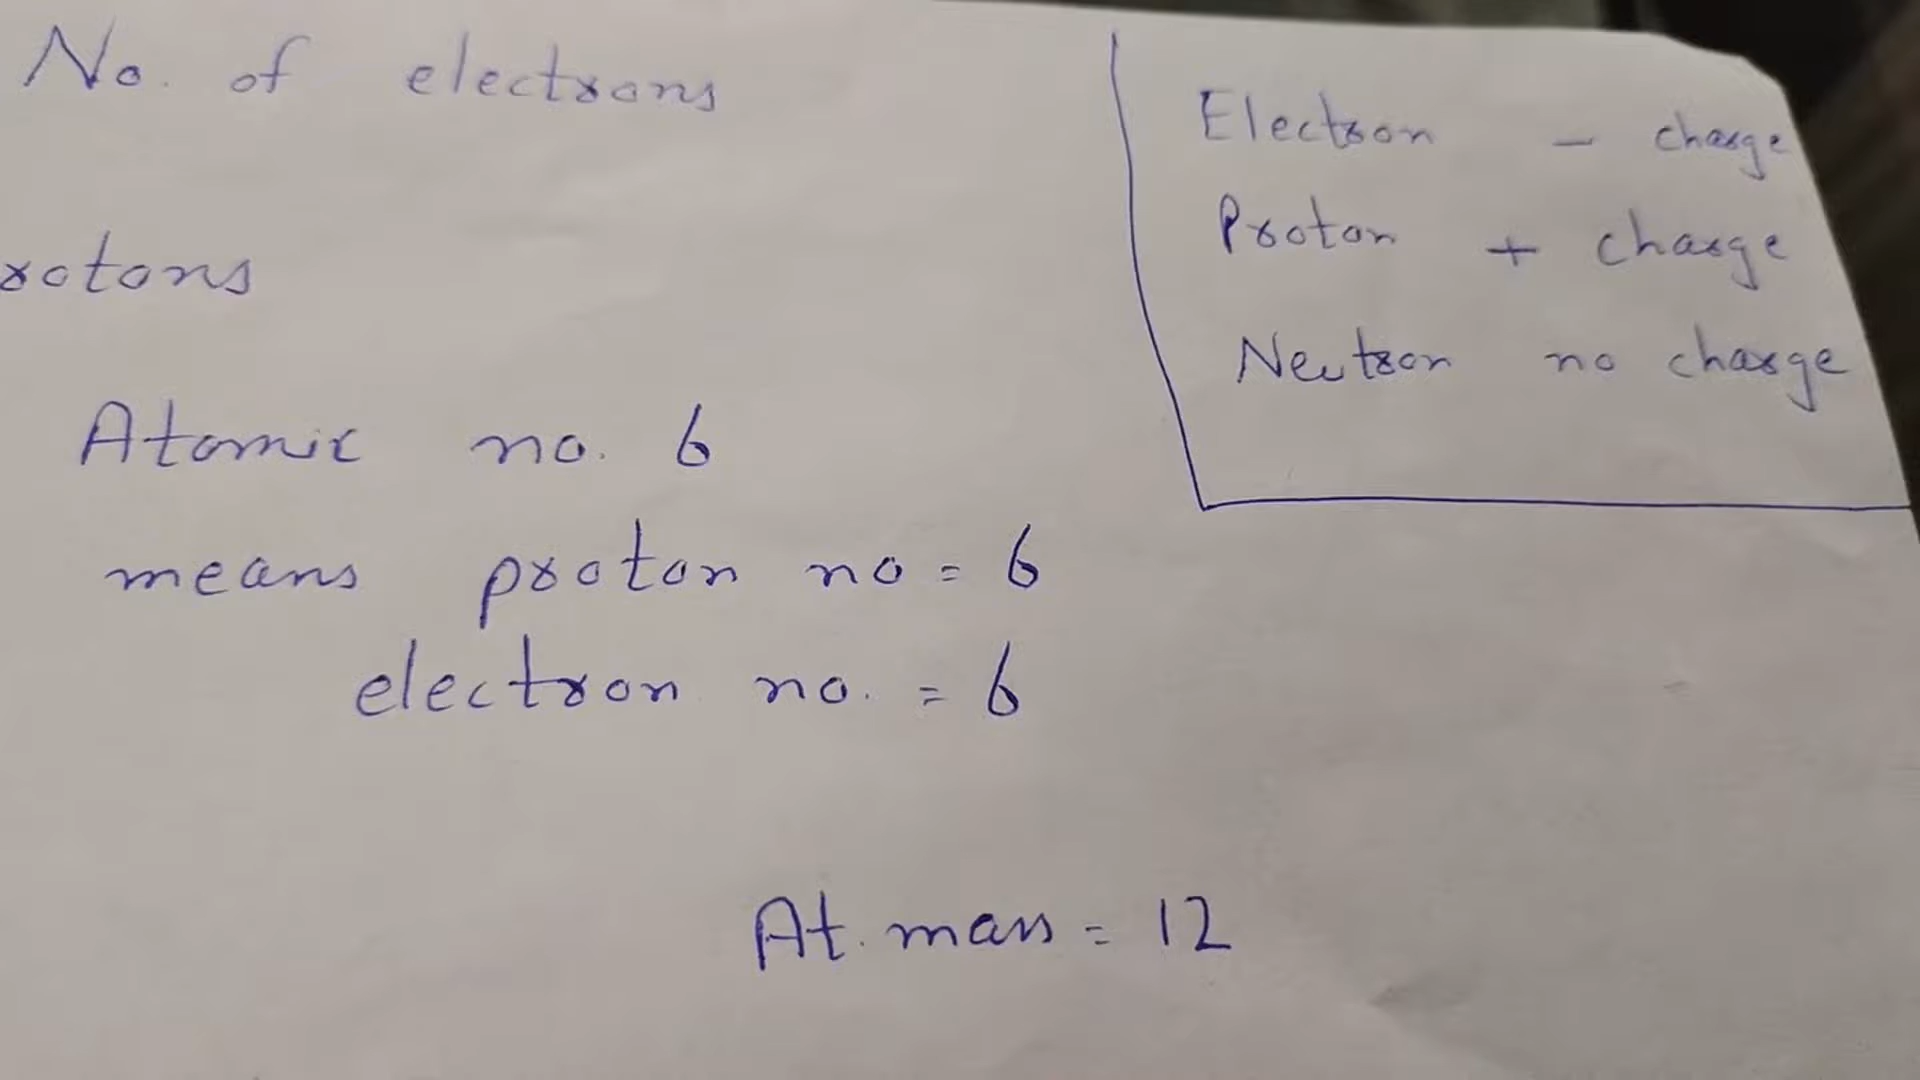 No. of electrons
rotons
Atomic no. 6
means proton no = 6
electron no. = 6
At. mass = 12
Electron - charge
Proton + charge
Neutron no charge